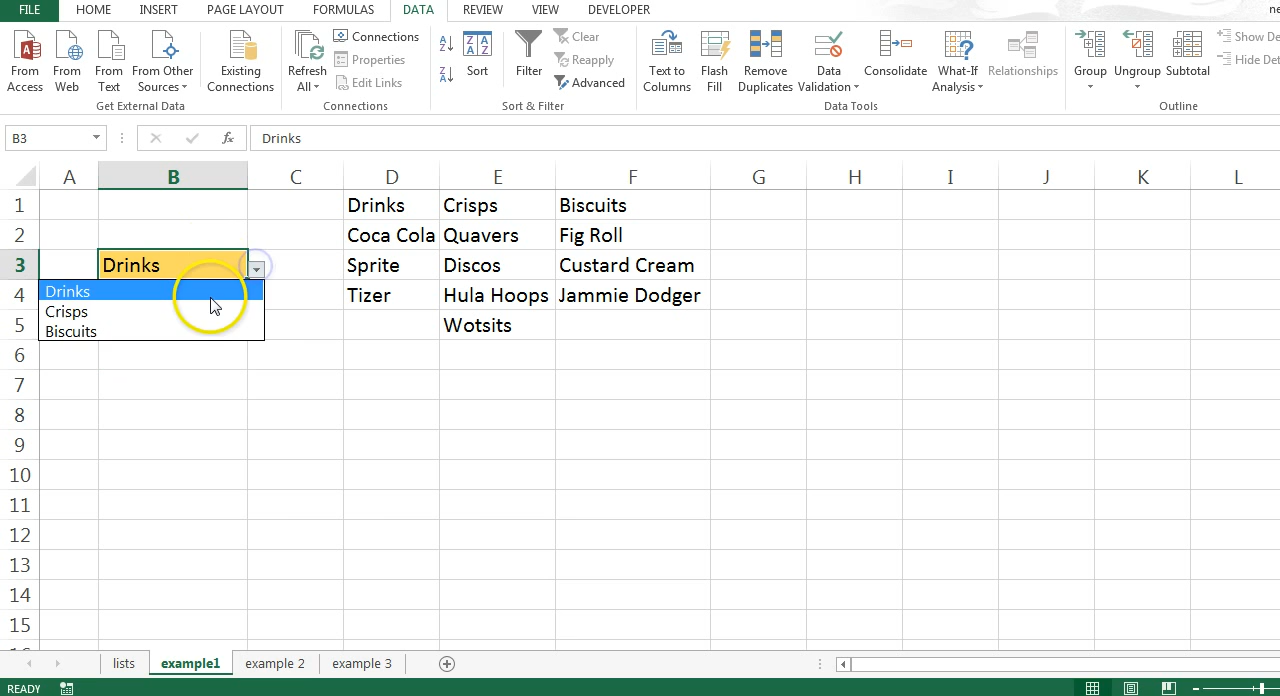 FILE HOME INSERT PAGE LAYOUT FORMULAS DATA REVIEW VIEW DEVELOPER ne
From Access
From Web
From Text
From Other Sources
Existing Connections
Get External Data
Refresh All
Connections
Properties
Edit Links
Connections
Sort
Filter
Clear
Reapply
Advanced
Sort & Filter
Text to Columns
Flash Fill
Remove Duplicates
Data Validation
Consolidate
What-If Analysis
Relationships
Data Tools
Group
Ungroup
Subtotal
Show De
Hide Det
Outline
B3 fx Drinks
A B C D E F G H I J K L
1 Drinks Crisps Biscuits
2 Coca Cola Quavers Fig Roll
3 Drinks Sprite Discos Custard Cream
4 Drinks Tizer Hula Hoops Jammie Dodger
Crisps
5 Biscuits Wotsits
6
7
8
9
10
11
12
13
14
15
lists example1 example 2 example 3
READY